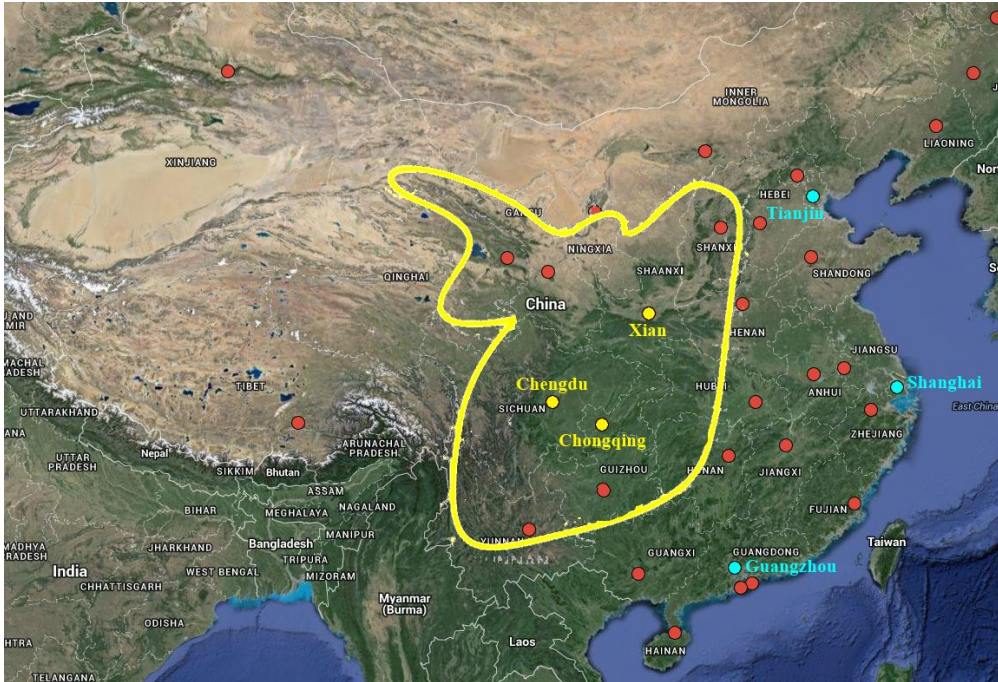 INNER
MONGOLIA
LIAONING
XINJIANG
HEBEI
Tianjin
GANSU
NINGXIA
SHANXI
SHAANXI
SHANDONG
QINGHAI
China
Xian
HENAN
JIANGSU
Chengdu
Shanghai
TIBET
SICHUAN
HUBEI
ANHUI
East China
UTTARAKHAND
Chongqing
ZHEJIANG
Nepal
ARUNACHAL
PRADESH
UTTAR
PRADESH
SIKKIM
Bhutan
GUIZHOU
HUNAN
JIANGXI
ASSAM
NAGALAND
BIHAR
MEGHALAYA
FUJIAN
MANIPUR
YUNNAN
Taiwan
Bangladesh
JHARKHAND
TRIPURA
GUANGXI
GUANGDONG
Guangzhou
MADHYA
PRADESH
India
WEST BENGAL
MIZORAM
CHHATTISGARH
Myanmar
(Burma)
ODISHA
Laos
HAINAN
TELANGANA